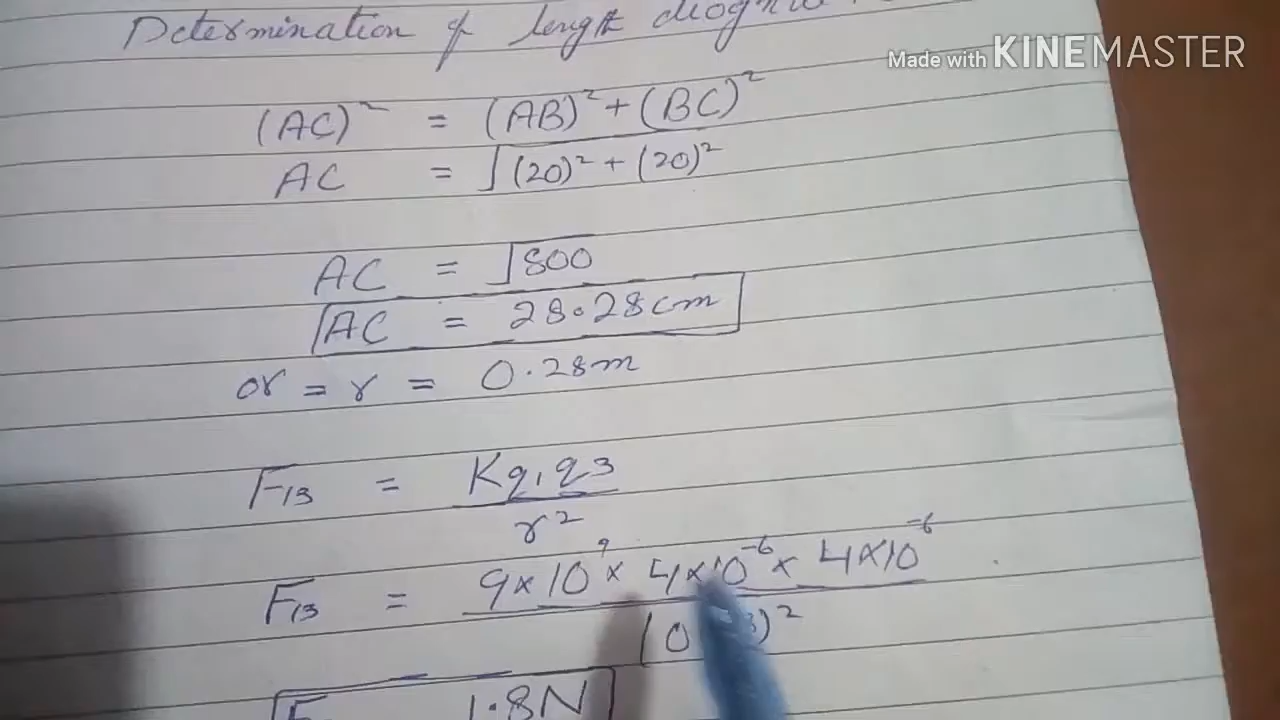 Determination of length
Made with KINEMASTER
(AC)² = (AB)² + (BC)²
AC = √(20)² + (20)²
AC = √800
AC = 28.28cm
or = r = 0.28m
F13 = Kq1q3
r²
F13 = 9×10⁹ × 4×10⁻⁶ × 4×10⁻⁶
(0 )²
1.8N